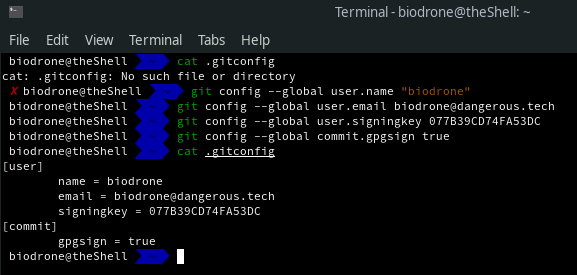 Terminal - biodrone@theShell: ~
File Edit View Terminal Tabs Help
biodrone@theShell ~ cat .gitconfig
cat: .gitconfig: No such file or directory
✗ biodrone@theShell ~ git config --global user.name "biodrone"
biodrone@theShell ~ git config --global user.email biodrone@dangerous.tech
biodrone@theShell ~ git config --global user.signingkey 077B39CD74FA53DC
biodrone@theShell ~ git config --global commit.gpgsign true
biodrone@theShell ~ cat .gitconfig
[user]
name = biodrone
email = biodrone@dangerous.tech
signingkey = 077B39CD74FA53DC
[commit]
gpgsign = true
biodrone@theShell ~